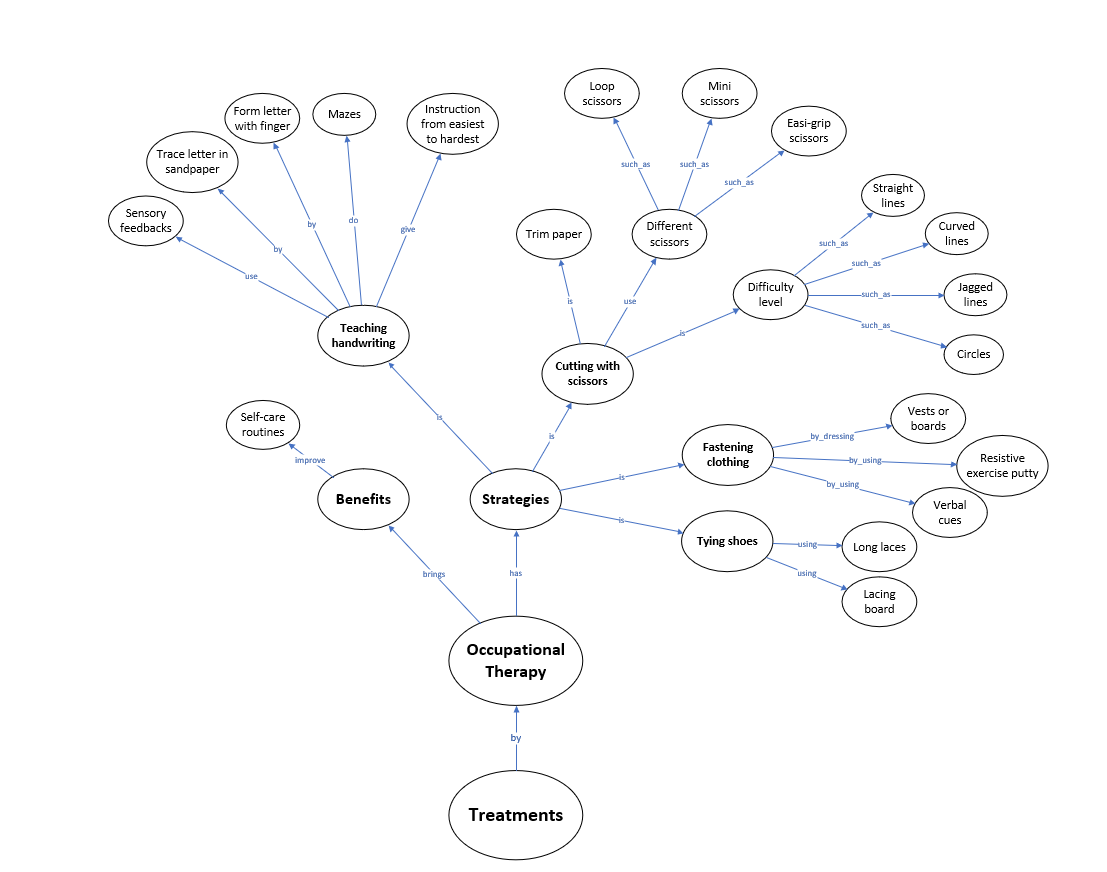 Loop
scissors
Mini
scissors
Easi-grip
scissors
Form letter
with finger
Mazes
Instruction
from easiest
to hardest
Trace letter in
sandpaper
Sensory
feedbacks
such_as
such_as
such_as
Straight
lines
Curved
lines
Jagged
lines
Circles
Trim paper
Different
scissors
Difficulty
level
such_as
such_as
such_as
such_as
use
by
by
do
give
is
use
is
Teaching
handwriting
Cutting with
scissors
Self-care
routines
improve
is
is
Vests or
boards
Resistive
exercise putty
Verbal
cues
Fastening
clothing
by_dressing
by_using
by_using
Benefits
Strategies
is
is
Tying shoes
using
using
Long laces
Lacing
board
brings
has
Occupational
Therapy
by
Treatments